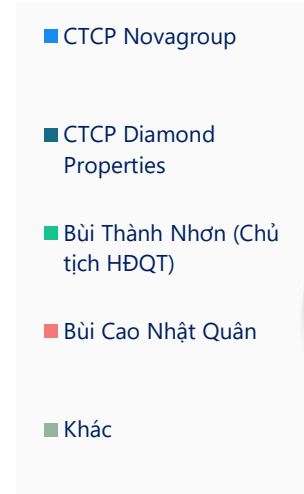 CTCP Novagroup
CTCP Diamond
Properties
Bùi Thành Nhơn (Chủ
tịch HĐQT)
Bùi Cao Nhật Quân
Khác